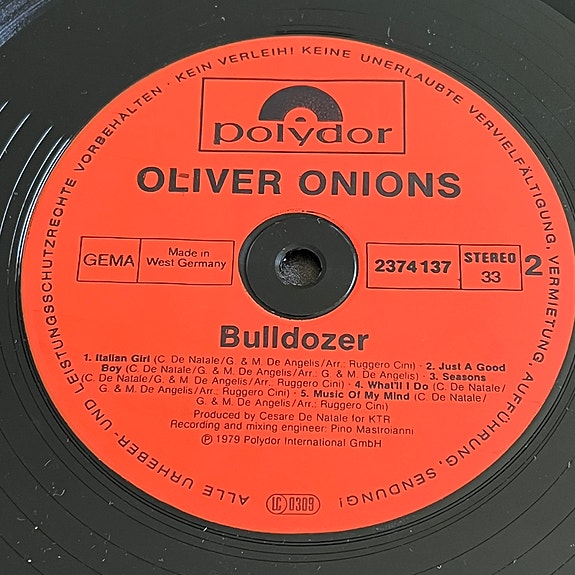 ALLE URHEBER- UND LEISTUNGSSCHUTZRECHTE VORBEHALTEN · KEIN VERLEIH! KEINE UNERLAUBTE VERVIELFÄLTIGUNG, VERMIETUNG, AUFFÜHRUNG, SENDUNG!
polydor
OLIVER ONIONS
GEMA
Made in
West Germany
2374137
STEREO
33
2
Bulldozer
1. Italian Girl (C. De Natale/G. & M. De Angelis/Arr.: Ruggero Cini) · 2. Just A Good
Boy (C. De Natale/G. & M. De Angelis/Arr.: G. & M. De Angelis) · 3. Seasons
(C. De Natale/G. & M. De Angelis/Arr.: Ruggero Cini) · 4. What'll I Do (C. De Natale/
G. & M. De Angelis/Arr.: Ruggero Cini) · 5. Music Of My Mind (C. De Natale/
G. & M. De Angelis/Arr.: Ruggero Cini)
Produced by Cesare De Natale for KTR
Recording and mixing engineer: Pino Mastroianni
℗ 1979 Polydor International GmbH
LC 0309